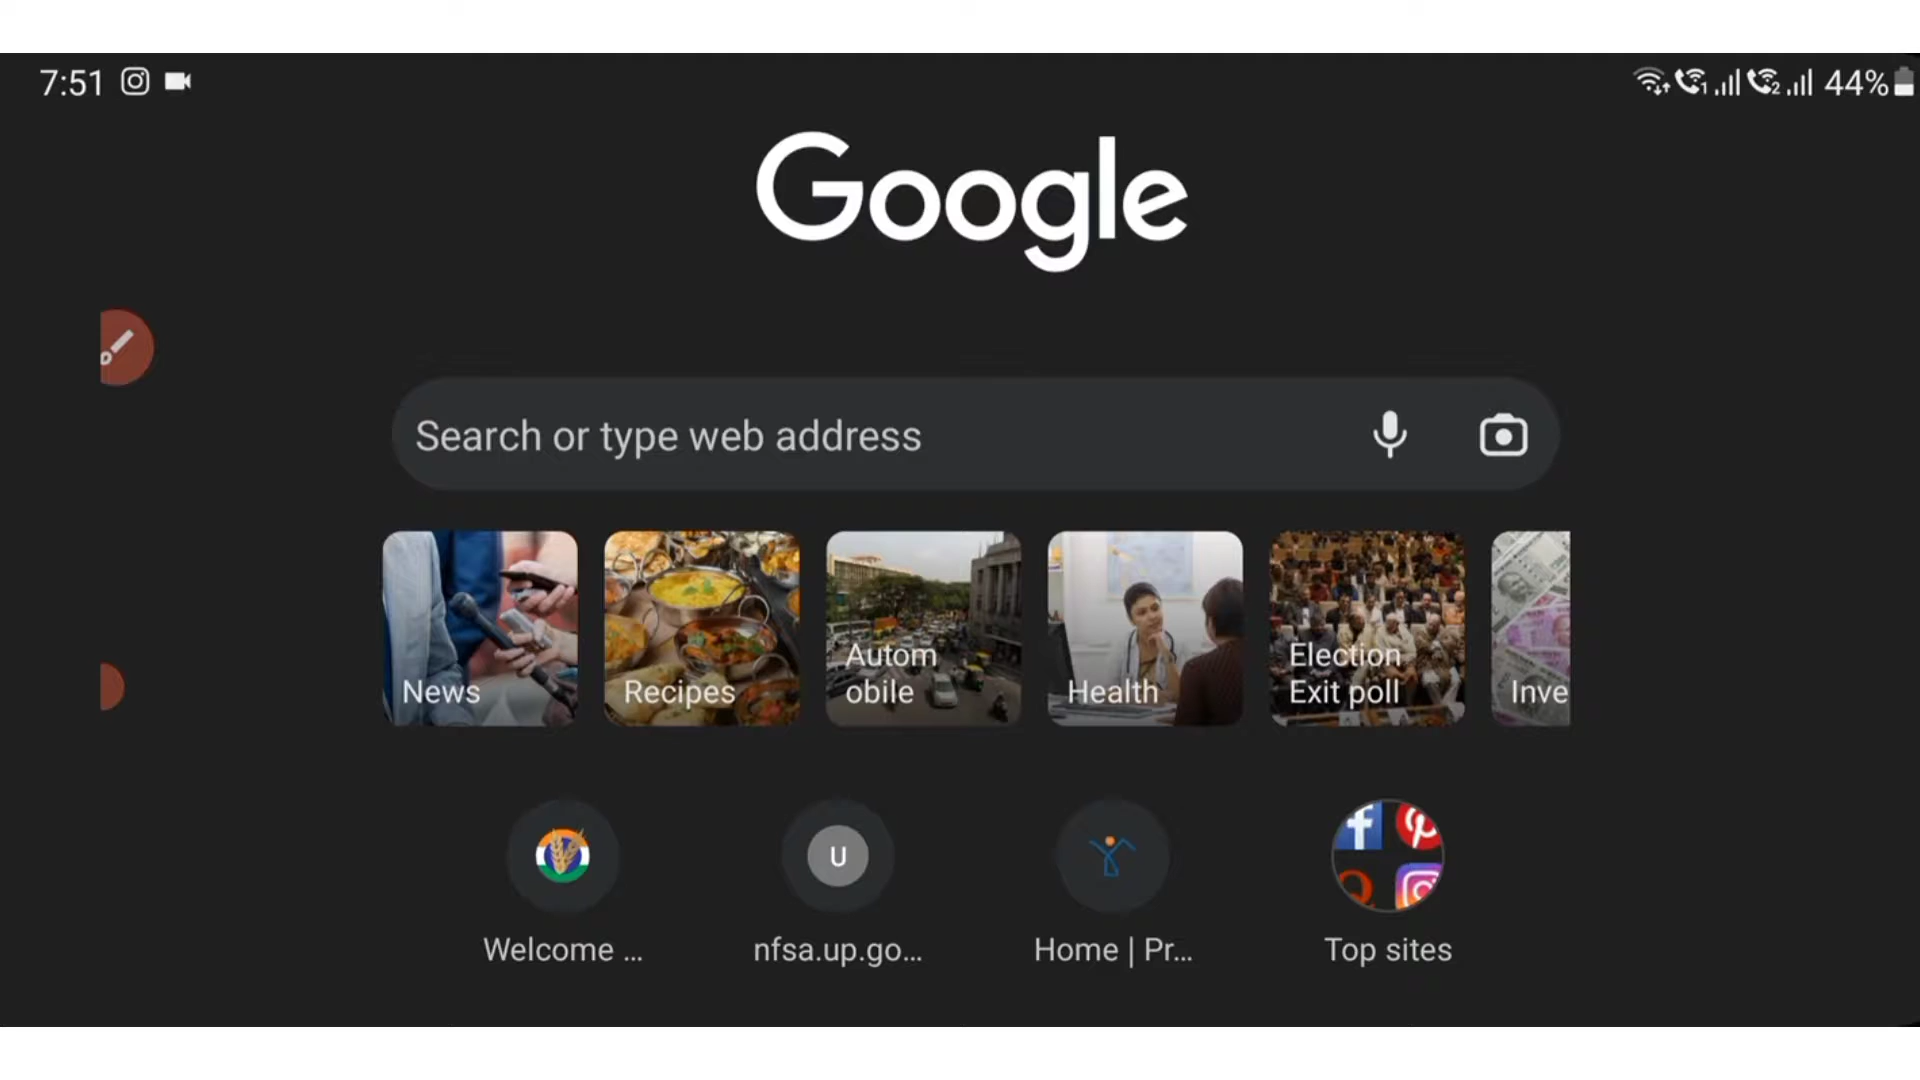 7:51
44%
Google
Search or type web address
News
Recipes
Autom
obile
Health
Election
Exit poll
Inve
U
Welcome ...
nfsa.up.go...
Home | Pr...
Top sites